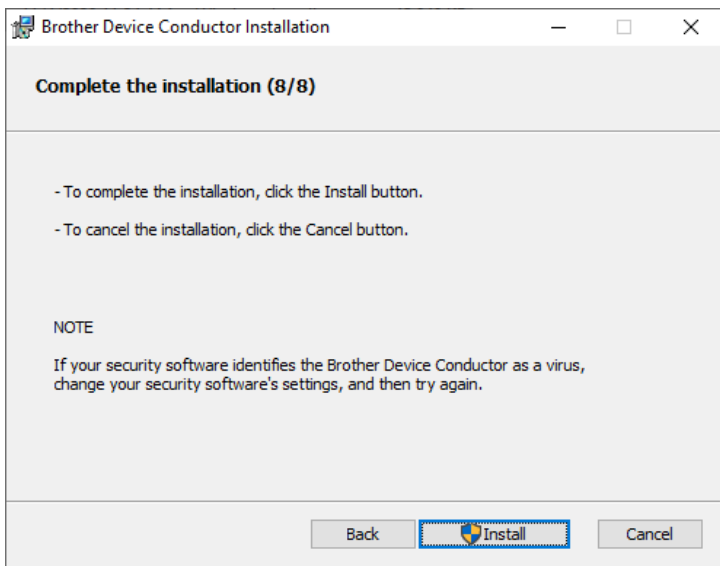 Brother Device Conductor Installation
Complete the installation (8/8)
- To complete the installation, click the Install button.
- To cancel the installation, click the Cancel button.
NOTE
If your security software identifies the Brother Device Conductor as a virus,
change your security software's settings, and then try again.
Back Install Cancel